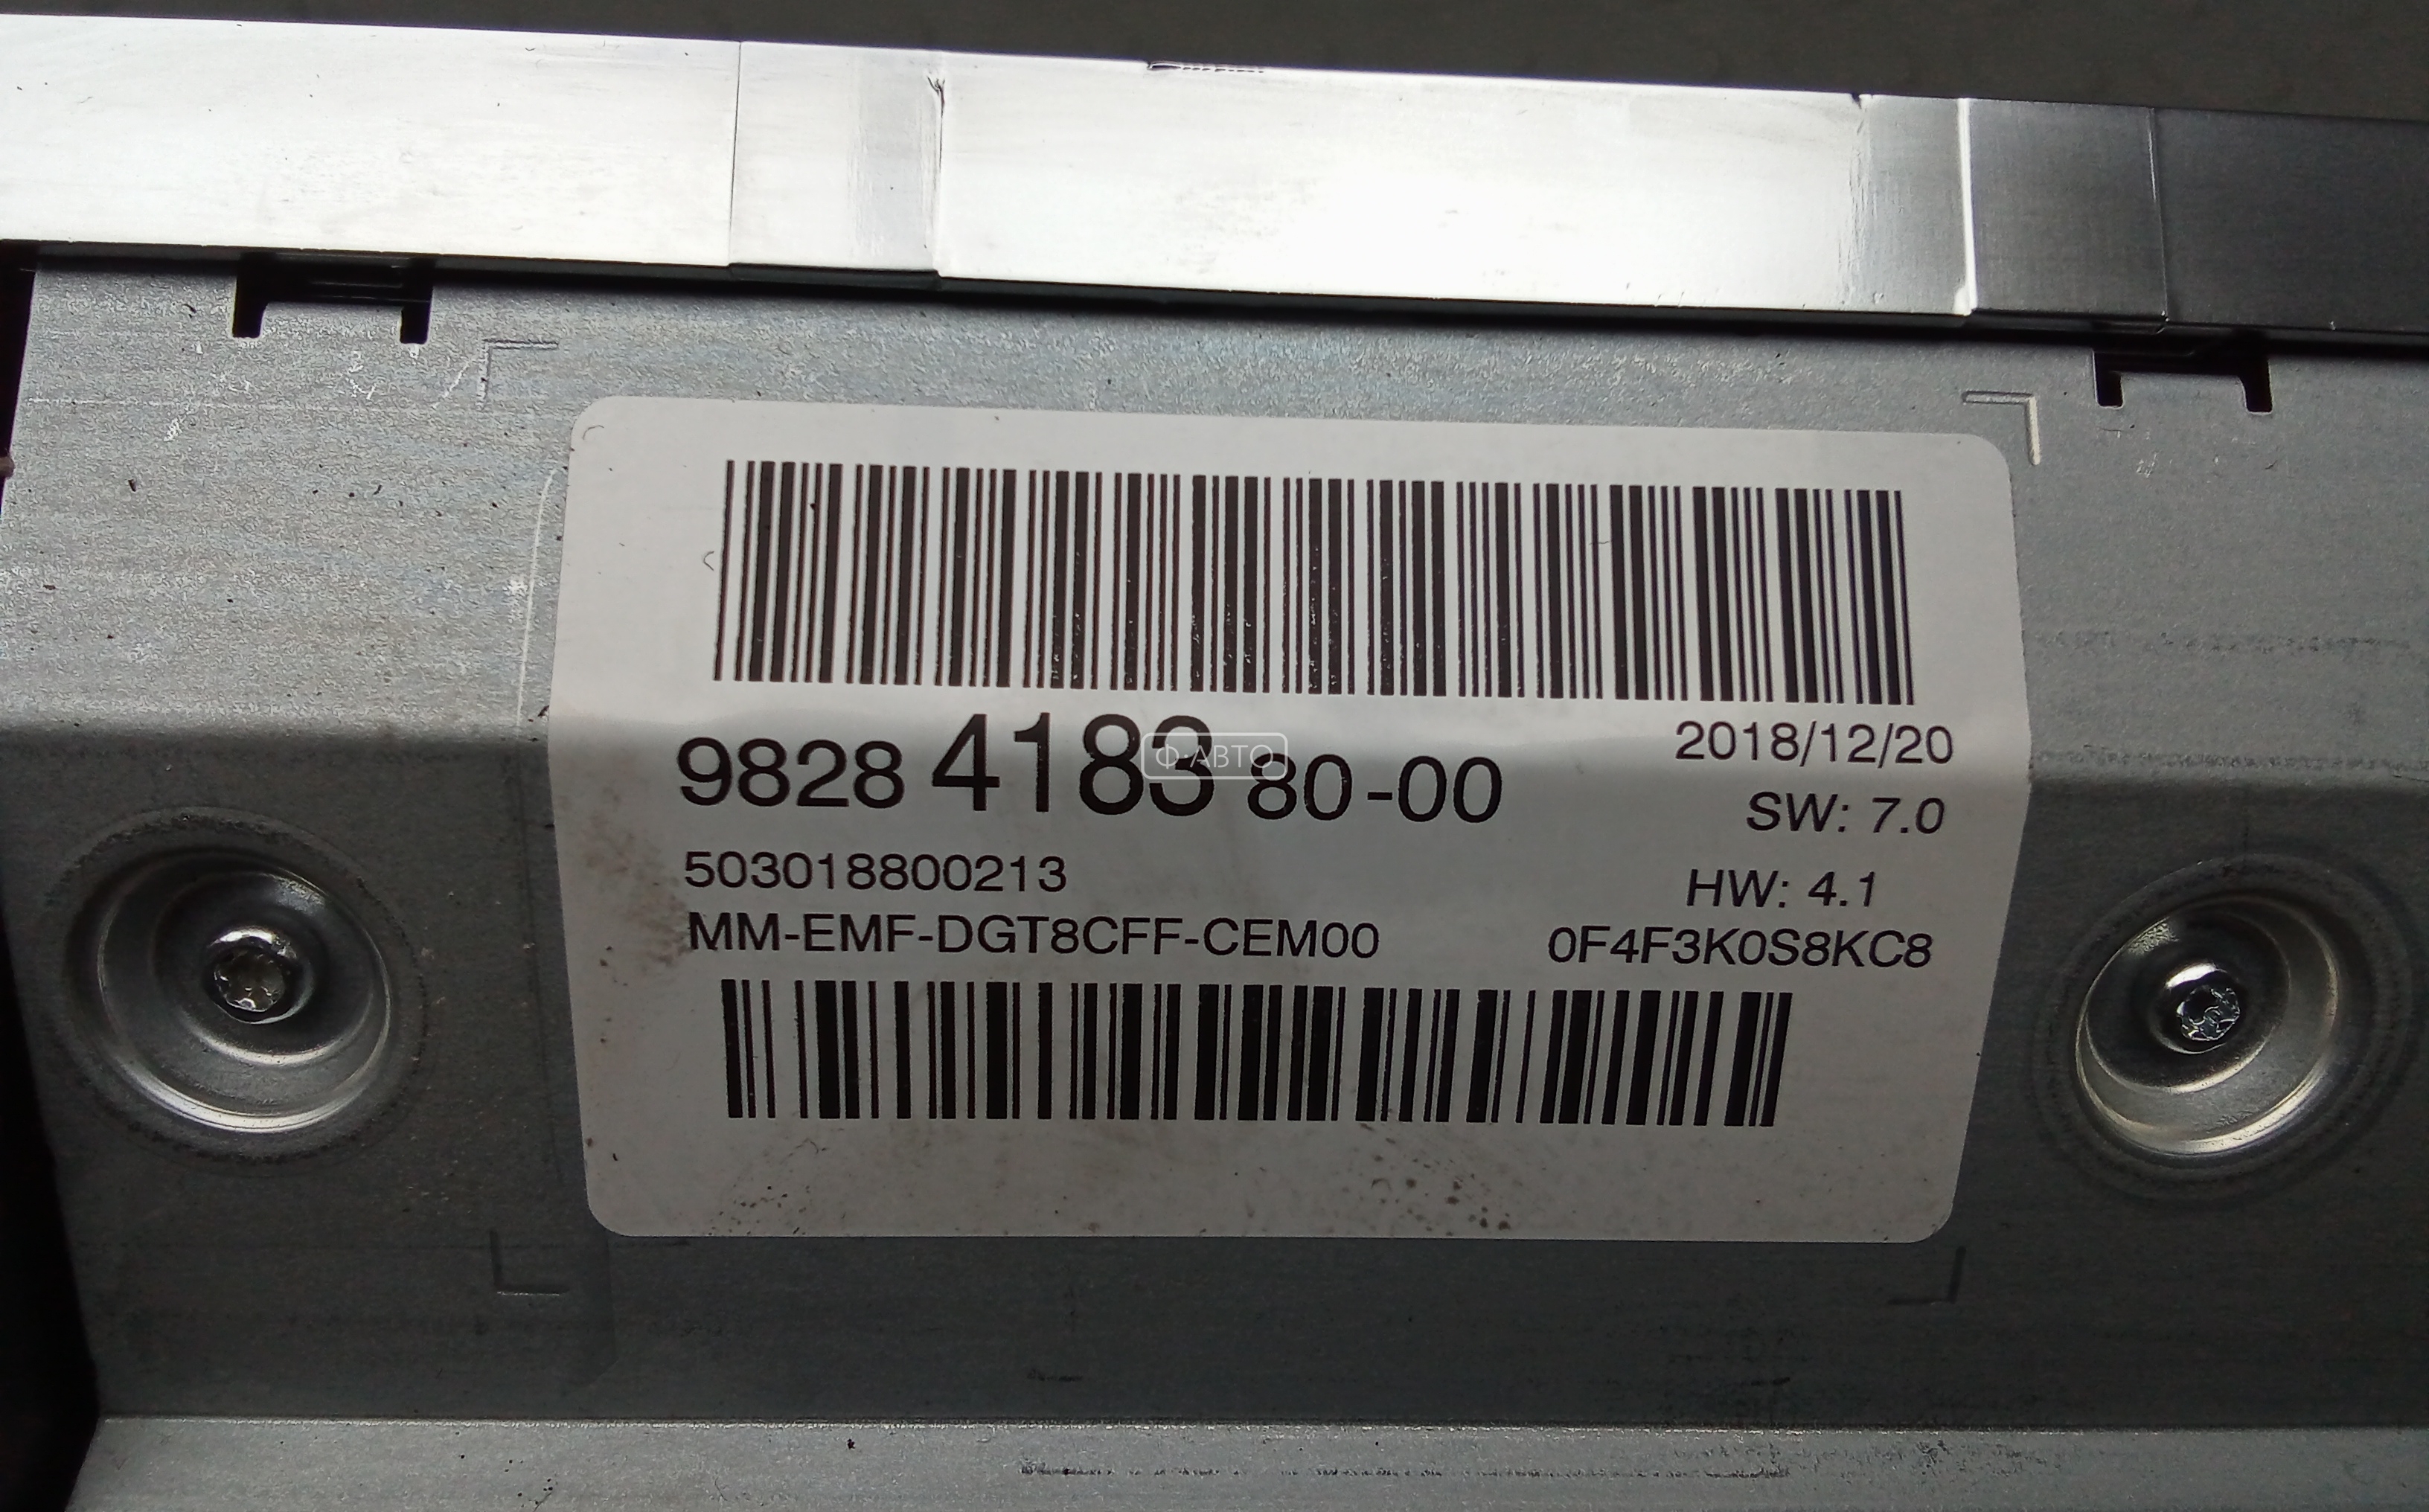 9828 4183 80-00
2018/12/20
SW: 7.0
503018800213
HW: 4.1
MM-EMF-DGT8CFF-CEM00
0F4F3K0S8KC8
Ф·АВТО